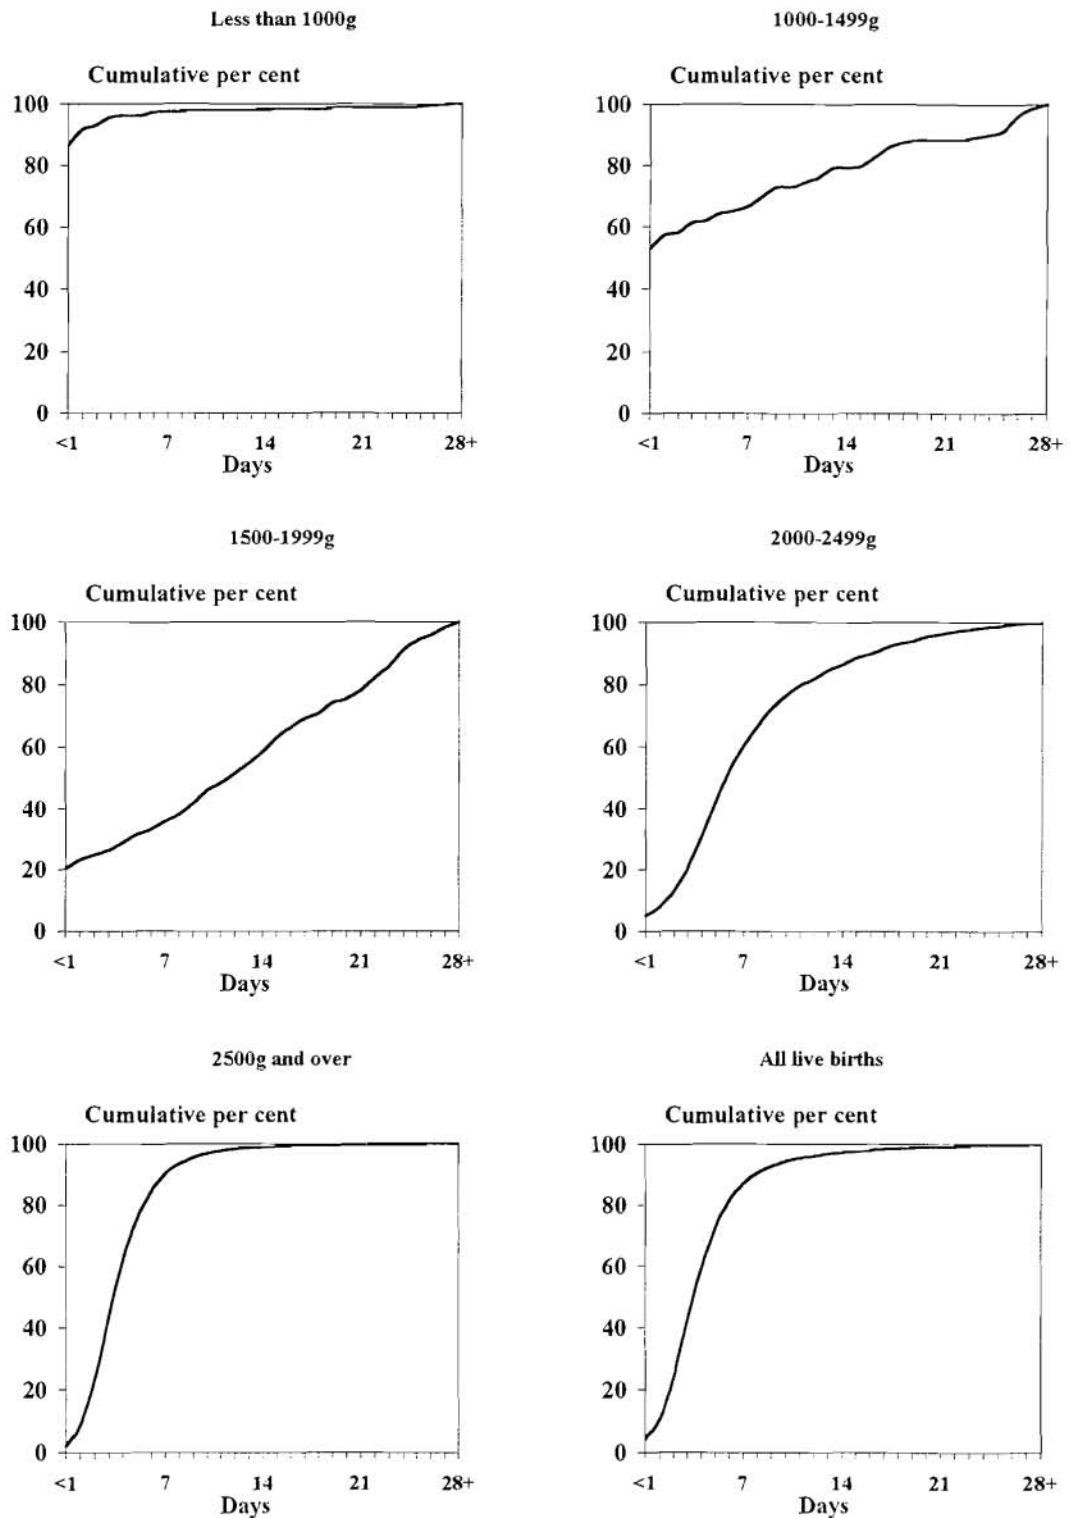 Less than 1000g
Cumulative per cent
100
80
60
40
20
0
<1 7 14 21 28+
Days
1000-1499g
Cumulative per cent
100
80
60
40
20
0
<1 7 14 21 28+
Days
1500-1999g
Cumulative per cent
100
80
60
40
20
0
<1 7 14 21 28+
Days
2000-2499g
Cumulative per cent
100
80
60
40
20
0
<1 7 14 21 28+
Days
2500g and over
Cumulative per cent
100
80
60
40
20
0
<1 7 14 21 28+
Days
All live births
Cumulative per cent
100
80
60
40
20
0
<1 7 14 21 28+
Days